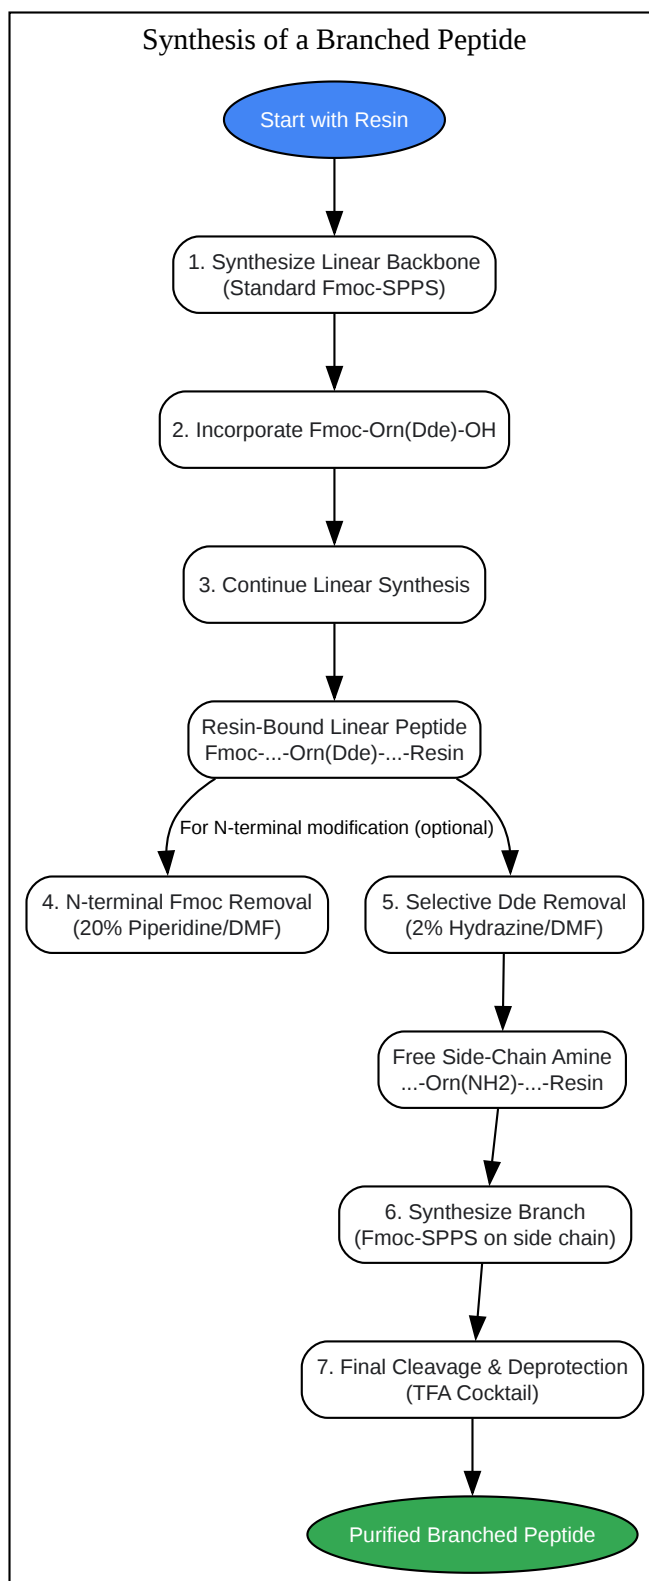 Synthesis of a Branched Peptide
Start with Resin
1. Synthesize Linear Backbone
(Standard Fmoc-SPPS)
2. Incorporate Fmoc-Orn(Dde)-OH
3. Continue Linear Synthesis
Resin-Bound Linear Peptide
Fmoc-...-Orn(Dde)-...-Resin
For N-terminal modification (optional)
4. N-terminal Fmoc Removal
(20% Piperidine/DMF)
5. Selective Dde Removal
(2% Hydrazine/DMF)
Free Side-Chain Amine
...-Orn(NH2)-...-Resin
6. Synthesize Branch
(Fmoc-SPPS on side chain)
7. Final Cleavage & Deprotection
(TFA Cocktail)
Purified Branched Peptide